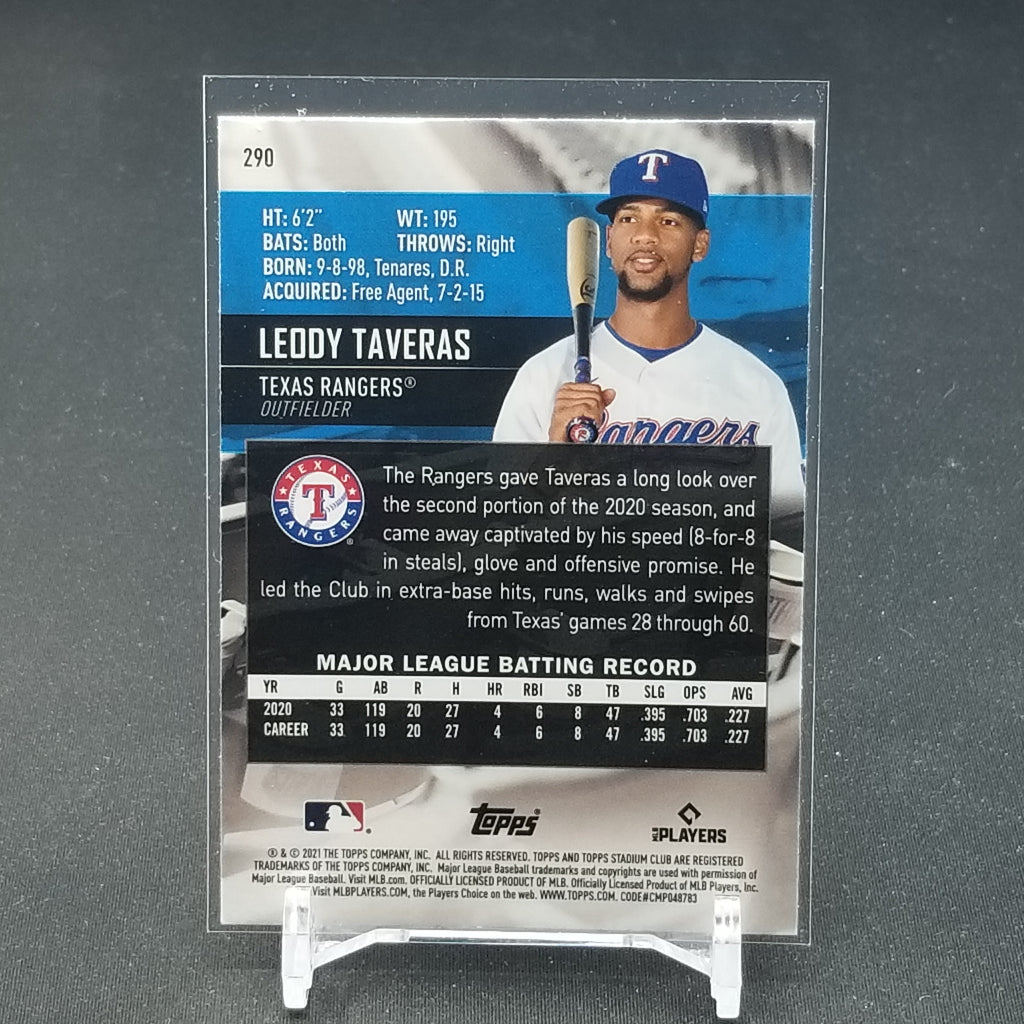 290
T
HT: 6'2" WT: 195
BATS: Both THROWS: Right
BORN: 9-8-98, Tenares, D.R.
ACQUIRED: Free Agent, 7-2-15
LEODY TAVERAS
TEXAS RANGERS®
OUTFIELDER
Rangers
TEXAS
T
RANGERS
®
The Rangers gave Taveras a long look over
the second portion of the 2020 season, and
came away captivated by his speed (8-for-8
in steals), glove and offensive promise. He
led the Club in extra-base hits, runs, walks and swipes
from Texas' games 28 through 60.
MAJOR LEAGUE BATTING RECORD
YR G AB R H HR RBI SB TB SLG OPS AVG
2020 33 119 20 27 4 6 8 47 .395 .703 .227
CAREER 33 119 20 27 4 6 8 47 .395 .703 .227
topps®
MLB PLAYERS
® & © 2021 THE TOPPS COMPANY, INC. ALL RIGHTS RESERVED. TOPPS AND TOPPS STADIUM CLUB ARE REGISTERED
TRADEMARKS OF THE TOPPS COMPANY, INC. Major League Baseball trademarks and copyrights are used with permission of
Major League Baseball. Visit MLB.com. OFFICIALLY LICENSED PRODUCT OF MLB. Officially Licensed Product of MLB Players, Inc.
Visit MLBPLAYERS.COM, the Players Choice on the web. WWW.TOPPS.COM. CODE#CMP048783